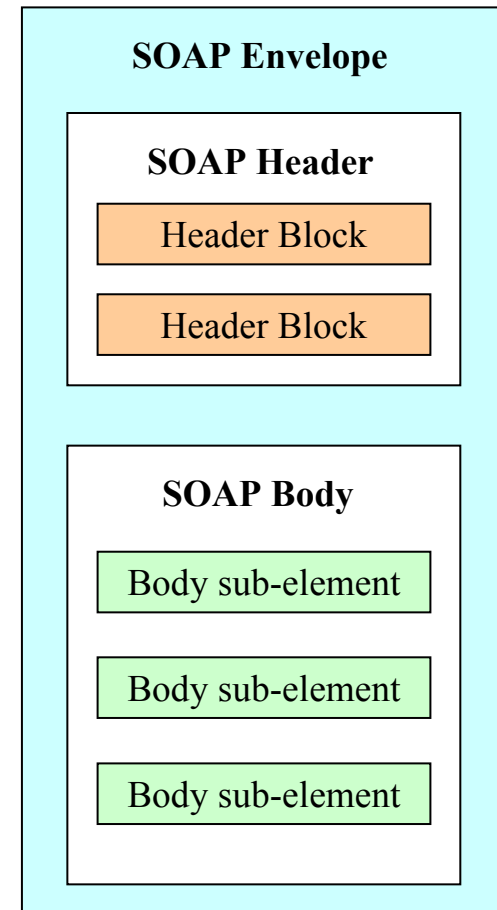 SOAP Envelope
SOAP Header
Header Block
Header Block
SOAP Body
Body sub-element
Body sub-element
Body sub-element